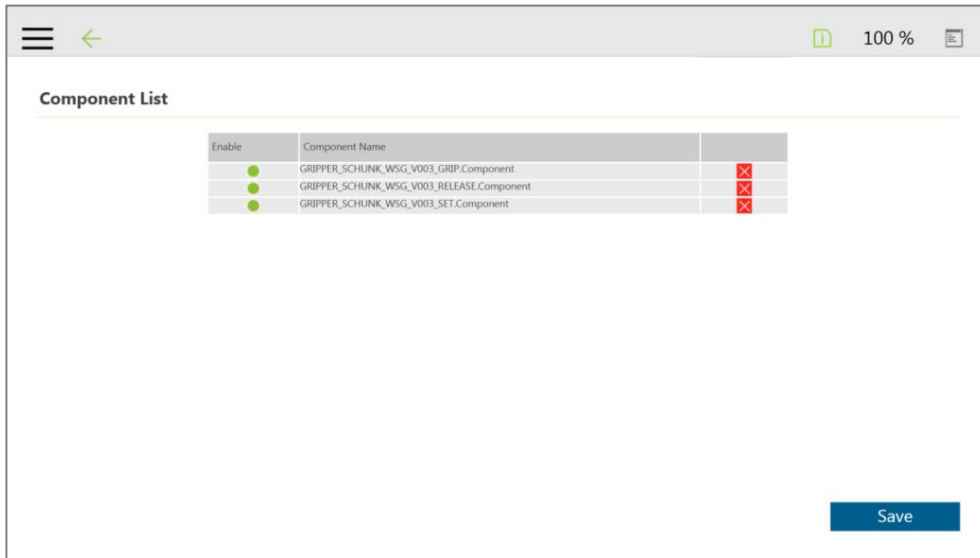 100 %
Component List
Enable Component Name
GRIPPER_SCHUNK_WSG_V003_GRIP.Component
GRIPPER_SCHUNK_WSG_V003_RELEASE.Component
GRIPPER_SCHUNK_WSG_V003_SET.Component
Save